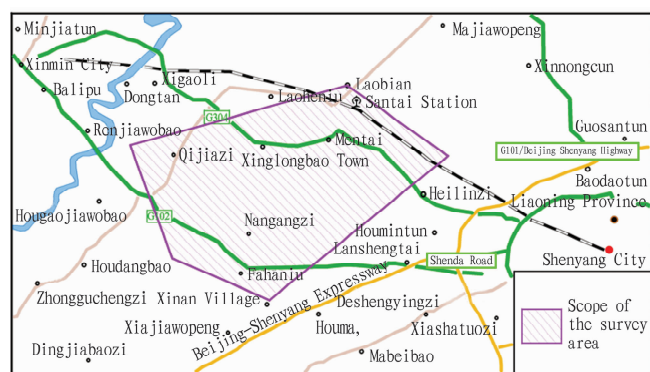 Minjiatun
Majiawopeng
Xinmin City
Xigaoli
Laobian
Xinnongcun
Balipu
Dongtan
Laoheniu
Santai Station
G304
Guosantun
Renjiawobao
Mentai
Qijiazi
Xinglongbao Town
G101/Beijing Shenyang Highway
Baodaotun
Heilinzi
Liaoning Province
Hougaojiawobao
G102
Nangangzi
Houmintun
Lanshengtai
Shenda Road
Shenyang City
Houdangbao
Fahaniu
Zhongguchengzi
Xinan Village
Beijing-Shenyang Expressway
Deshengyingzi
Xiajiawopeng
Houma,
Xiashatuozi
Dingjiabaozi
Mabeibao
Scope of
the survey
area